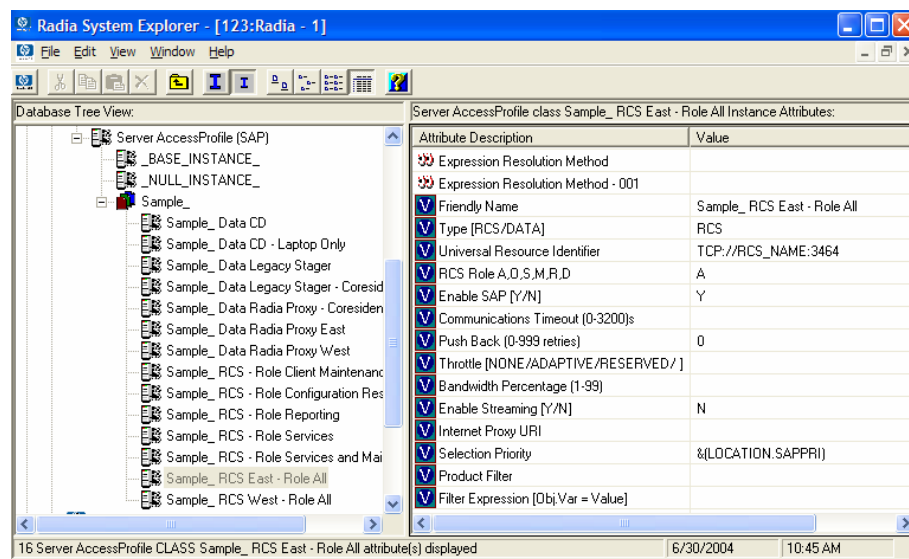 Radia System Explorer - [123:Radia - 1]
File Edit View Window Help
Database Tree View:
Server AccessProfile (SAP)
_BASE_INSTANCE_
_NULL_INSTANCE_
Sample_
Sample_ Data CD
Sample_ Data CD - Laptop Only
Sample_ Data Legacy Stager
Sample_ Data Legacy Stager - Coresid
Sample_ Data Radia Proxy - Coresiden
Sample_ Data Radia Proxy East
Sample_ Data Radia Proxy West
Sample_ RCS - Role Client Maintenanc
Sample_ RCS - Role Configuration Res
Sample_ RCS - Role Reporting
Sample_ RCS - Role Services
Sample_ RCS - Role Services and Mai
Sample_ RCS East - Role All
Sample_ RCS West - Role All
Server AccessProfile class Sample_ RCS East - Role All Instance Attributes:
Attribute Description Value
Expression Resolution Method
Expression Resolution Method - 001
Friendly Name Sample_ RCS East - Role All
Type [RCS/DATA] RCS
Universal Resource Identifier TCP://RCS_NAME:3464
RCS Role A,O,S,M,R,D A
Enable SAP [Y/N] Y
Communications Timeout (0-3200)s
Push Back (0-999 retries) 0
Throttle [NONE/ADAPTIVE/RESERVED/ ]
Bandwidth Percentage (1-99)
Enable Streaming [Y/N] N
Internet Proxy URI
Selection Priority &(LOCATION.SAPPRI)
Product Filter
Filter Expression [Obj.Var = Value]
16 Server AccessProfile CLASS Sample_ RCS East - Role All attribute(s) displayed 6/30/2004 10:45 AM